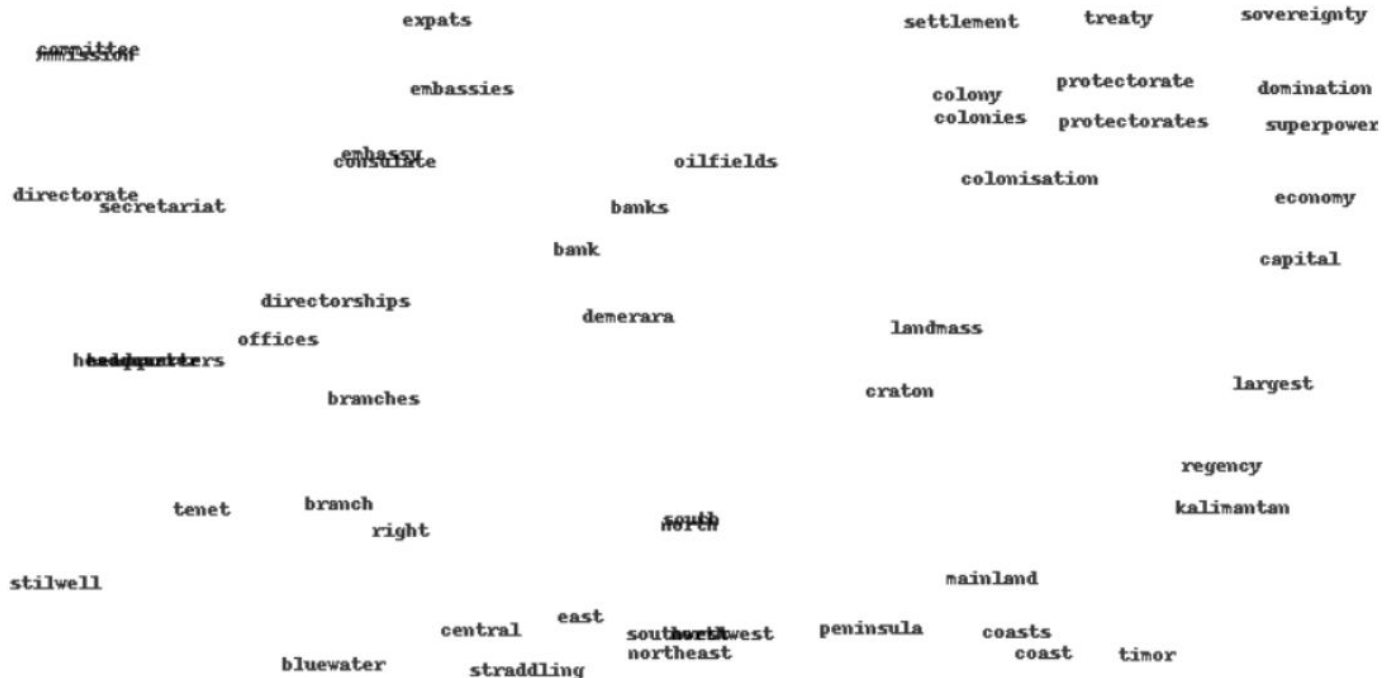 expats
settlement
treaty
sovereignty
committee
embassies
colony
protectorate
domination
colonies
protectorates
superpower
embassy
consulate
oilfields
colonisation
directorate
secretariat
banks
economy
bank
capital
directorships
demerara
landmass
offices
headquarters
branches
craton
largest
regency
tenet
branch
right
south
north
kalimantan
stilwell
mainland
central
east
northwest
peninsula
coasts
northeast
coast
timor
bluewater
straddling